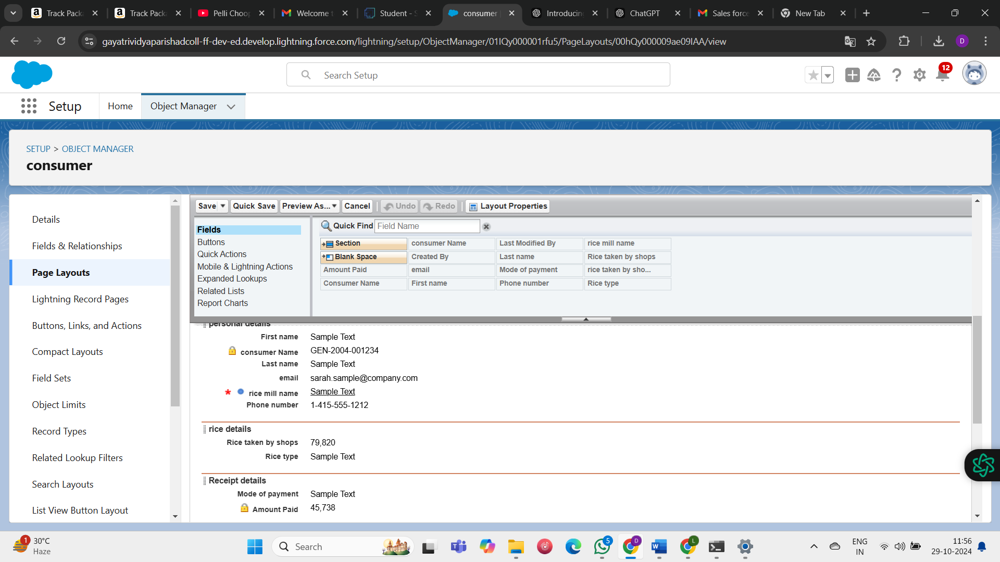 Track Packa
Track Packa
Pelli Choop
Welcome t
Student - S
consumer
Introducing
ChatGPT
Sales force
New Tab
gayatrividyaparishadcoll-ff-dev-ed.develop.lightning.force.com/lightning/setup/ObjectManager/01IQy000001rfu5/PageLayouts/00hQy000009ae09IAA/view
D
Search Setup
12
Setup
Home
Object Manager
SETUP > OBJECT MANAGER
consumer
Details
Fields & Relationships
Page Layouts
Lightning Record Pages
Buttons, Links, and Actions
Compact Layouts
Field Sets
Object Limits
Record Types
Related Lookup Filters
Search Layouts
List View Button Layout
Save
Quick Save
Preview As...
Cancel
Undo
Redo
Layout Properties
Fields
Buttons
Quick Actions
Mobile & Lightning Actions
Expanded Lookups
Related Lists
Report Charts
Quick Find Field Name
Section consumer Name Last Modified By rice mill name
Blank Space Created By Last name Rice taken by shops
Amount Paid email Mode of payment rice taken by sho...
Consumer Name First name Phone number Rice type
personal details
First name Sample Text
consumer Name GEN-2004-001234
Last name Sample Text
email sarah.sample@company.com
* rice mill name Sample Text
Phone number 1-415-555-1212
rice details
Rice taken by shops 79,820
Rice type Sample Text
Receipt details
Mode of payment Sample Text
Amount Paid 45,738
1
30°C
Haze
Search
5
D
L
ENG
IN
11:56
29-10-2024